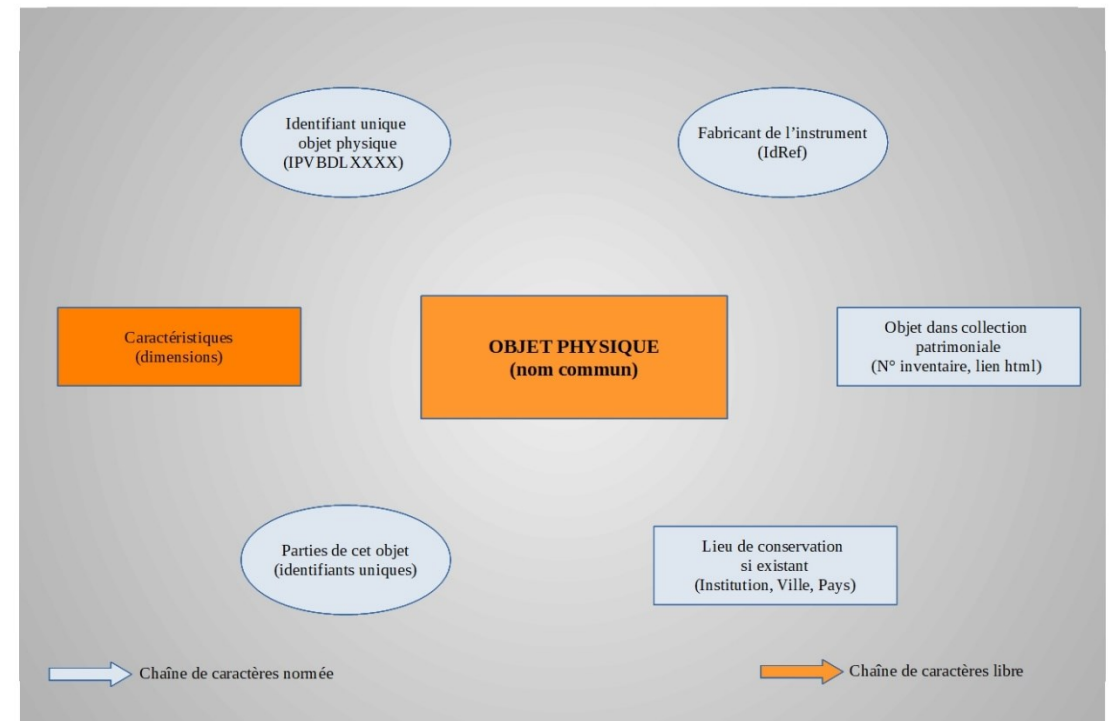 Identifiant unique
objet physique
(IPVBDLXXXX)
Fabricant de l’instrument
(IdRef)
Caractéristiques
(dimensions)
OBJET PHYSIQUE
(nom commun)
Objet dans collection
patrimoniale
(N° inventaire, lien html)
Parties de cet objet
(identifiants uniques)
Lieu de conservation
si existant
(Institution, Ville, Pays)
Chaîne de caractères normée
Chaîne de caractères libre